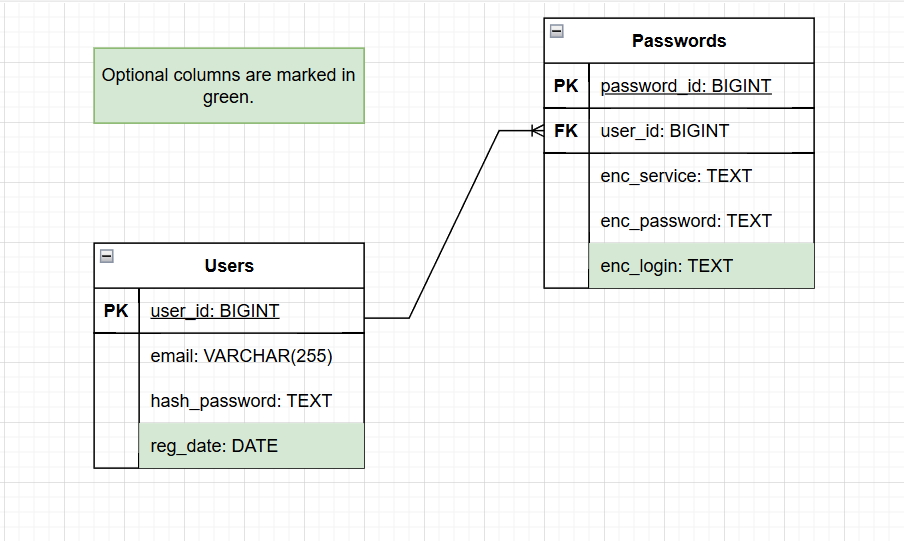 Optional columns are marked in
green.
Passwords
PK password_id: BIGINT
FK user_id: BIGINT
enc_service: TEXT
enc_password: TEXT
enc_login: TEXT
Users
PK user_id: BIGINT
email: VARCHAR(255)
hash_password: TEXT
reg_date: DATE